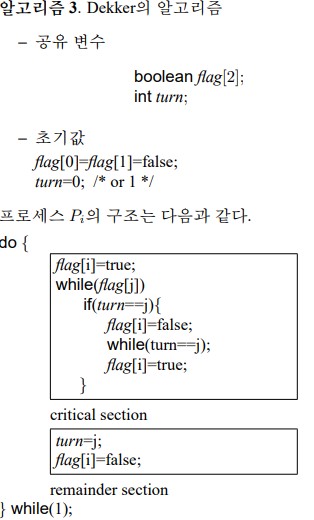 알고리즘 3. Dekker의 알고리즘
– 공유 변수
boolean flag[2];
int turn;
– 초기값
flag[0]=flag[1]=false;
turn=0; /* or 1 */
프로세스 Pi의 구조는 다음과 같다.
do {
flag[i]=true;
while(flag[j])
if(turn==j){
flag[i]=false;
while(turn==j);
flag[i]=true;
}
critical section
turn=j;
flag[i]=false;
remainder section
} while(1);